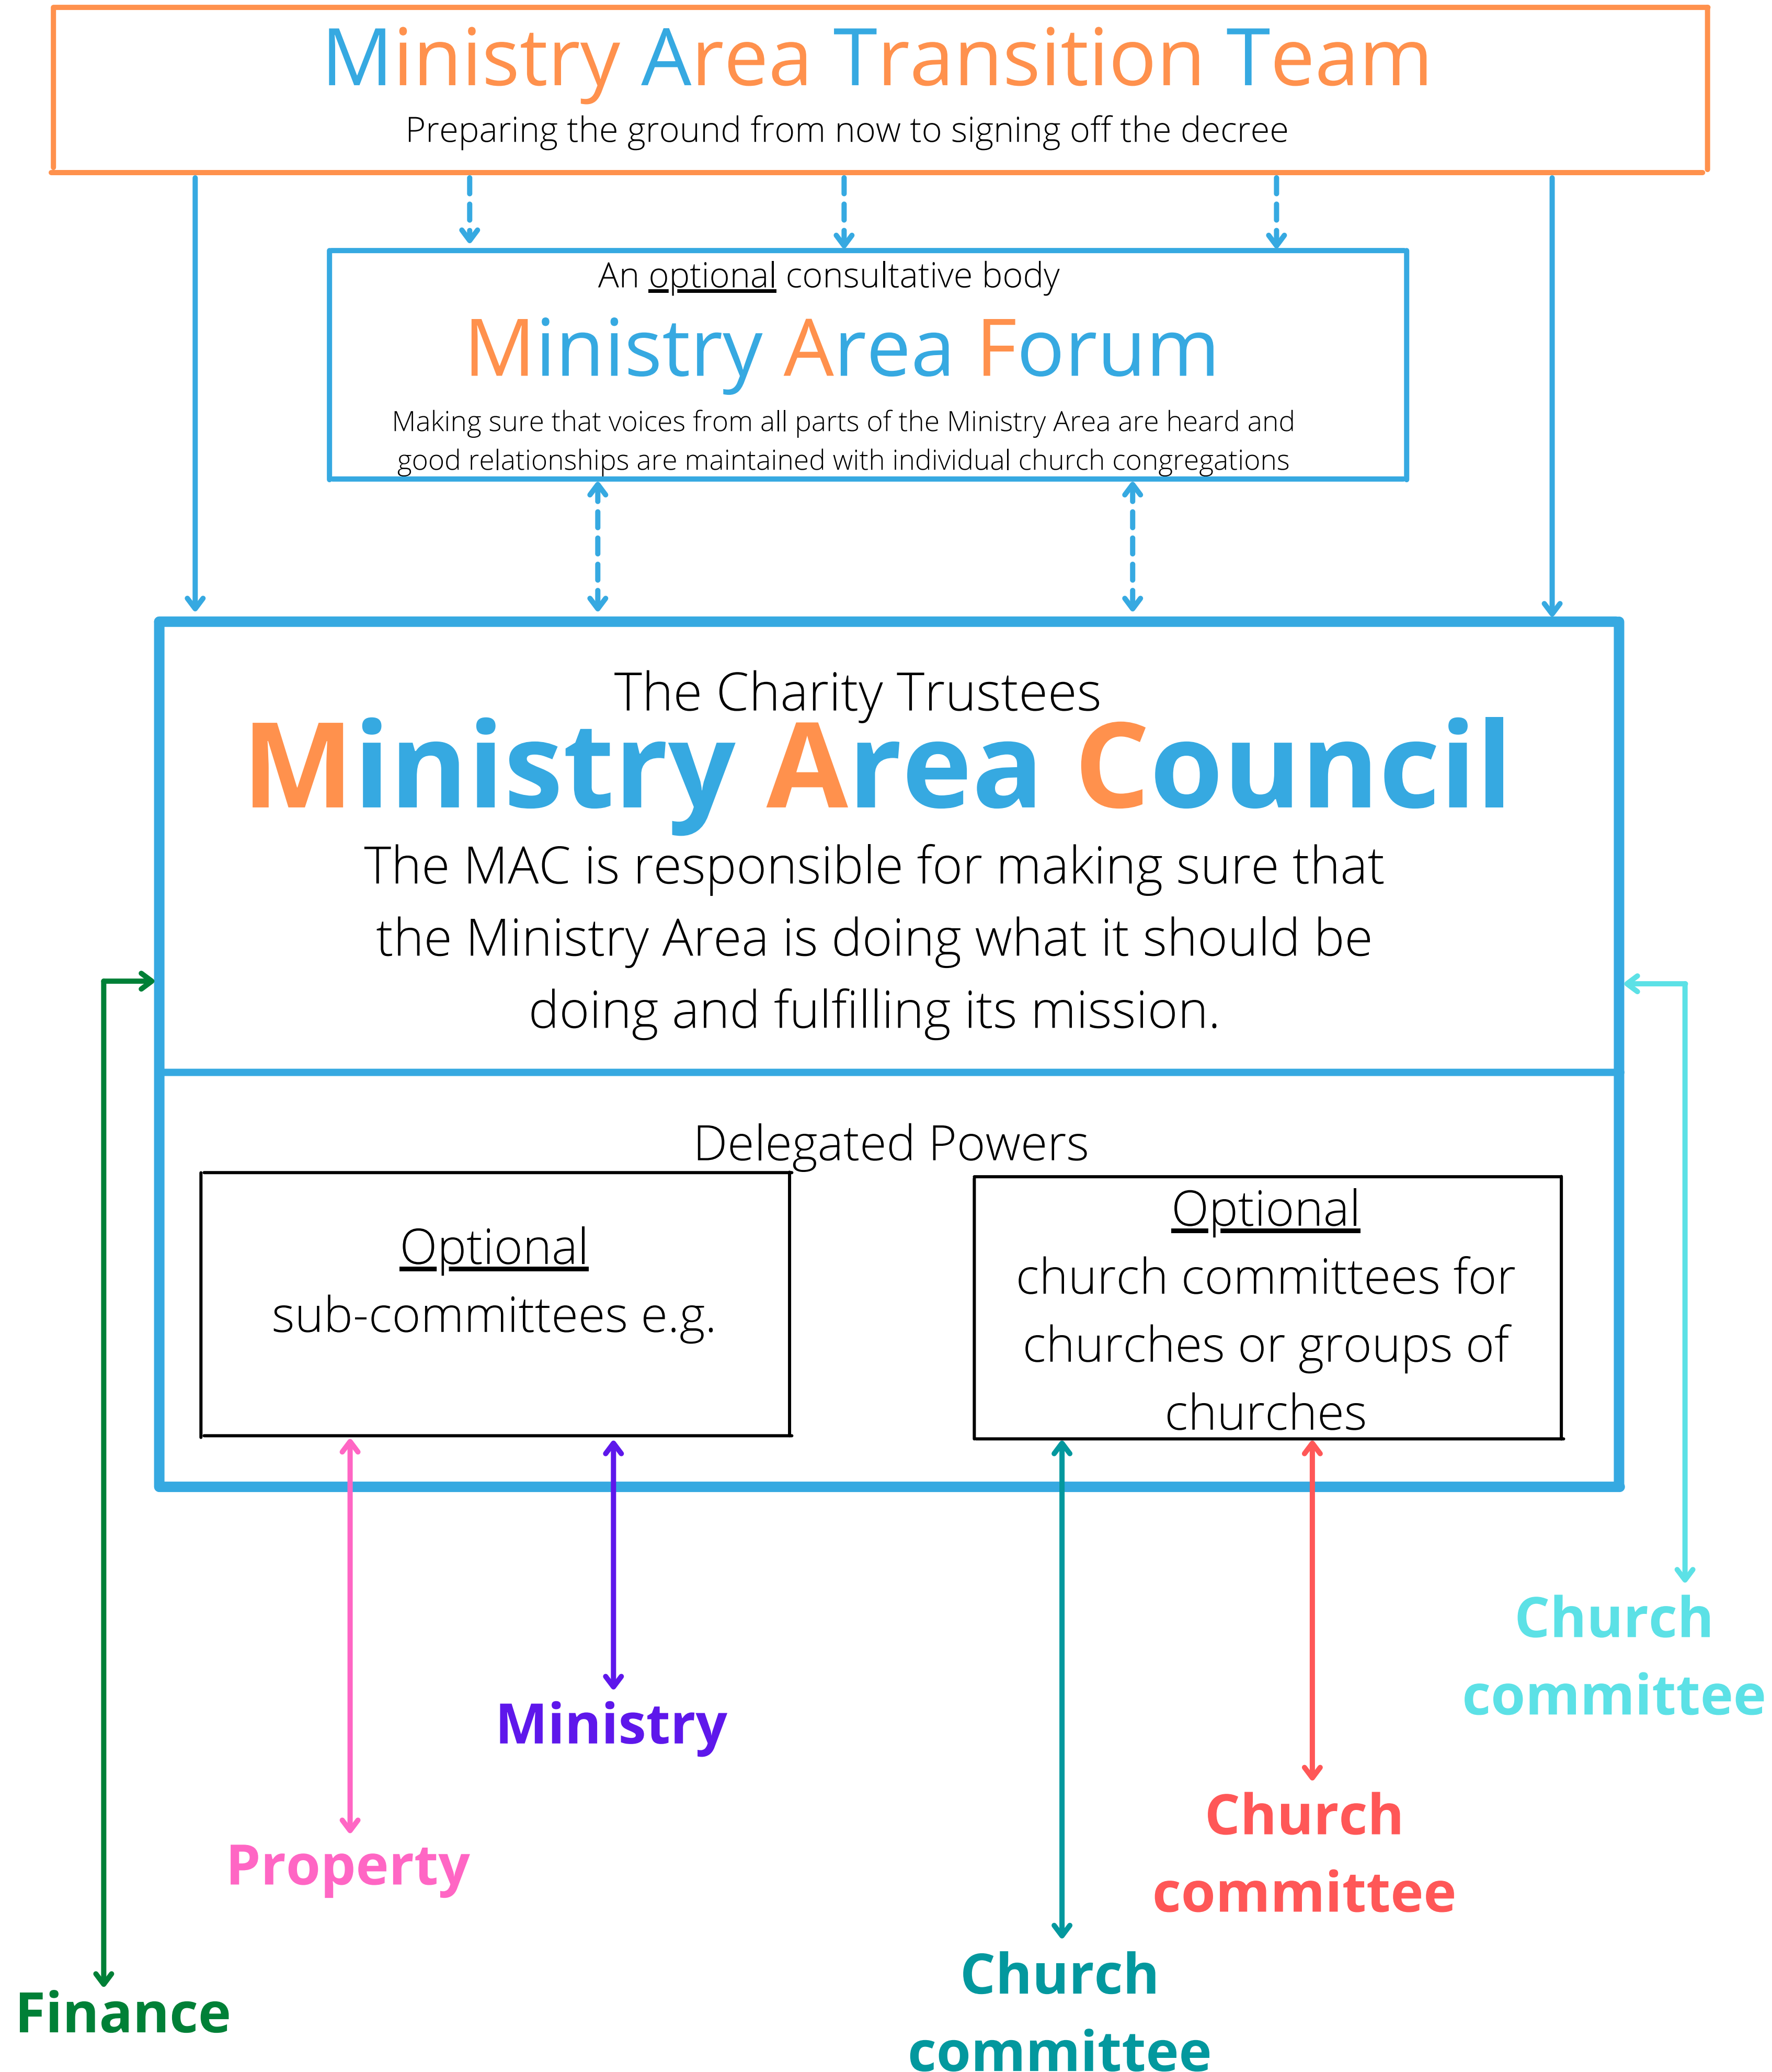 Ministry Area Transition Team
Preparing the ground from now to signing off the decree
An optional consultative body
Ministry Area Forum
Making sure that voices from all parts of the Ministry Area are heard and
good relationships are maintained with individual church congregations
The Charity Trustees
Ministry Area Council
The MAC is responsible for making sure that
the Ministry Area is doing what it should be
doing and fulfilling its mission.
Delegated Powers
Optional
sub-committees e.g.
Optional
church committees for
churches or groups of
churches
Finance
Property
Ministry
Church
committee
Church
committee
Church
committee